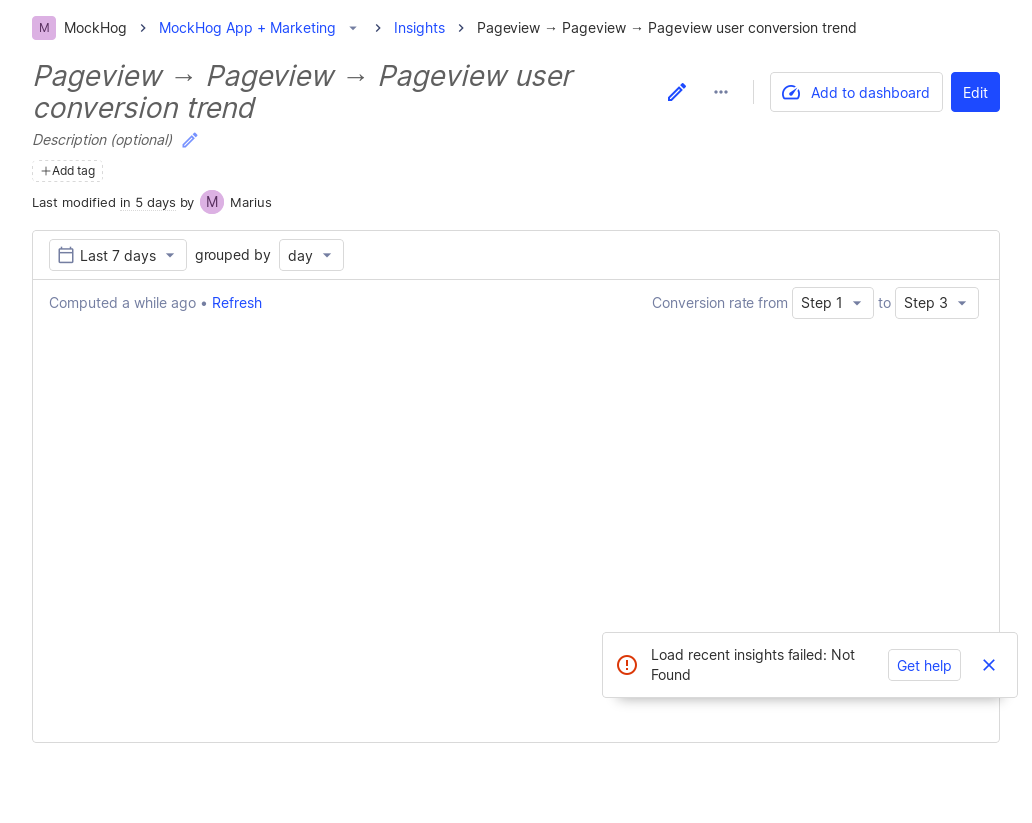 M MockHog > MockHog App + Marketing > Insights > Pageview → Pageview → Pageview user conversion trend
Pageview → Pageview → Pageview user
conversion trend
Add to dashboard
Edit
Description (optional)
+Add tag
Last modified in 5 days by M Marius
Last 7 days grouped by day
Computed a while ago • Refresh
Conversion rate from Step 1 to Step 3
Load recent insights failed: Not
Found
Get help